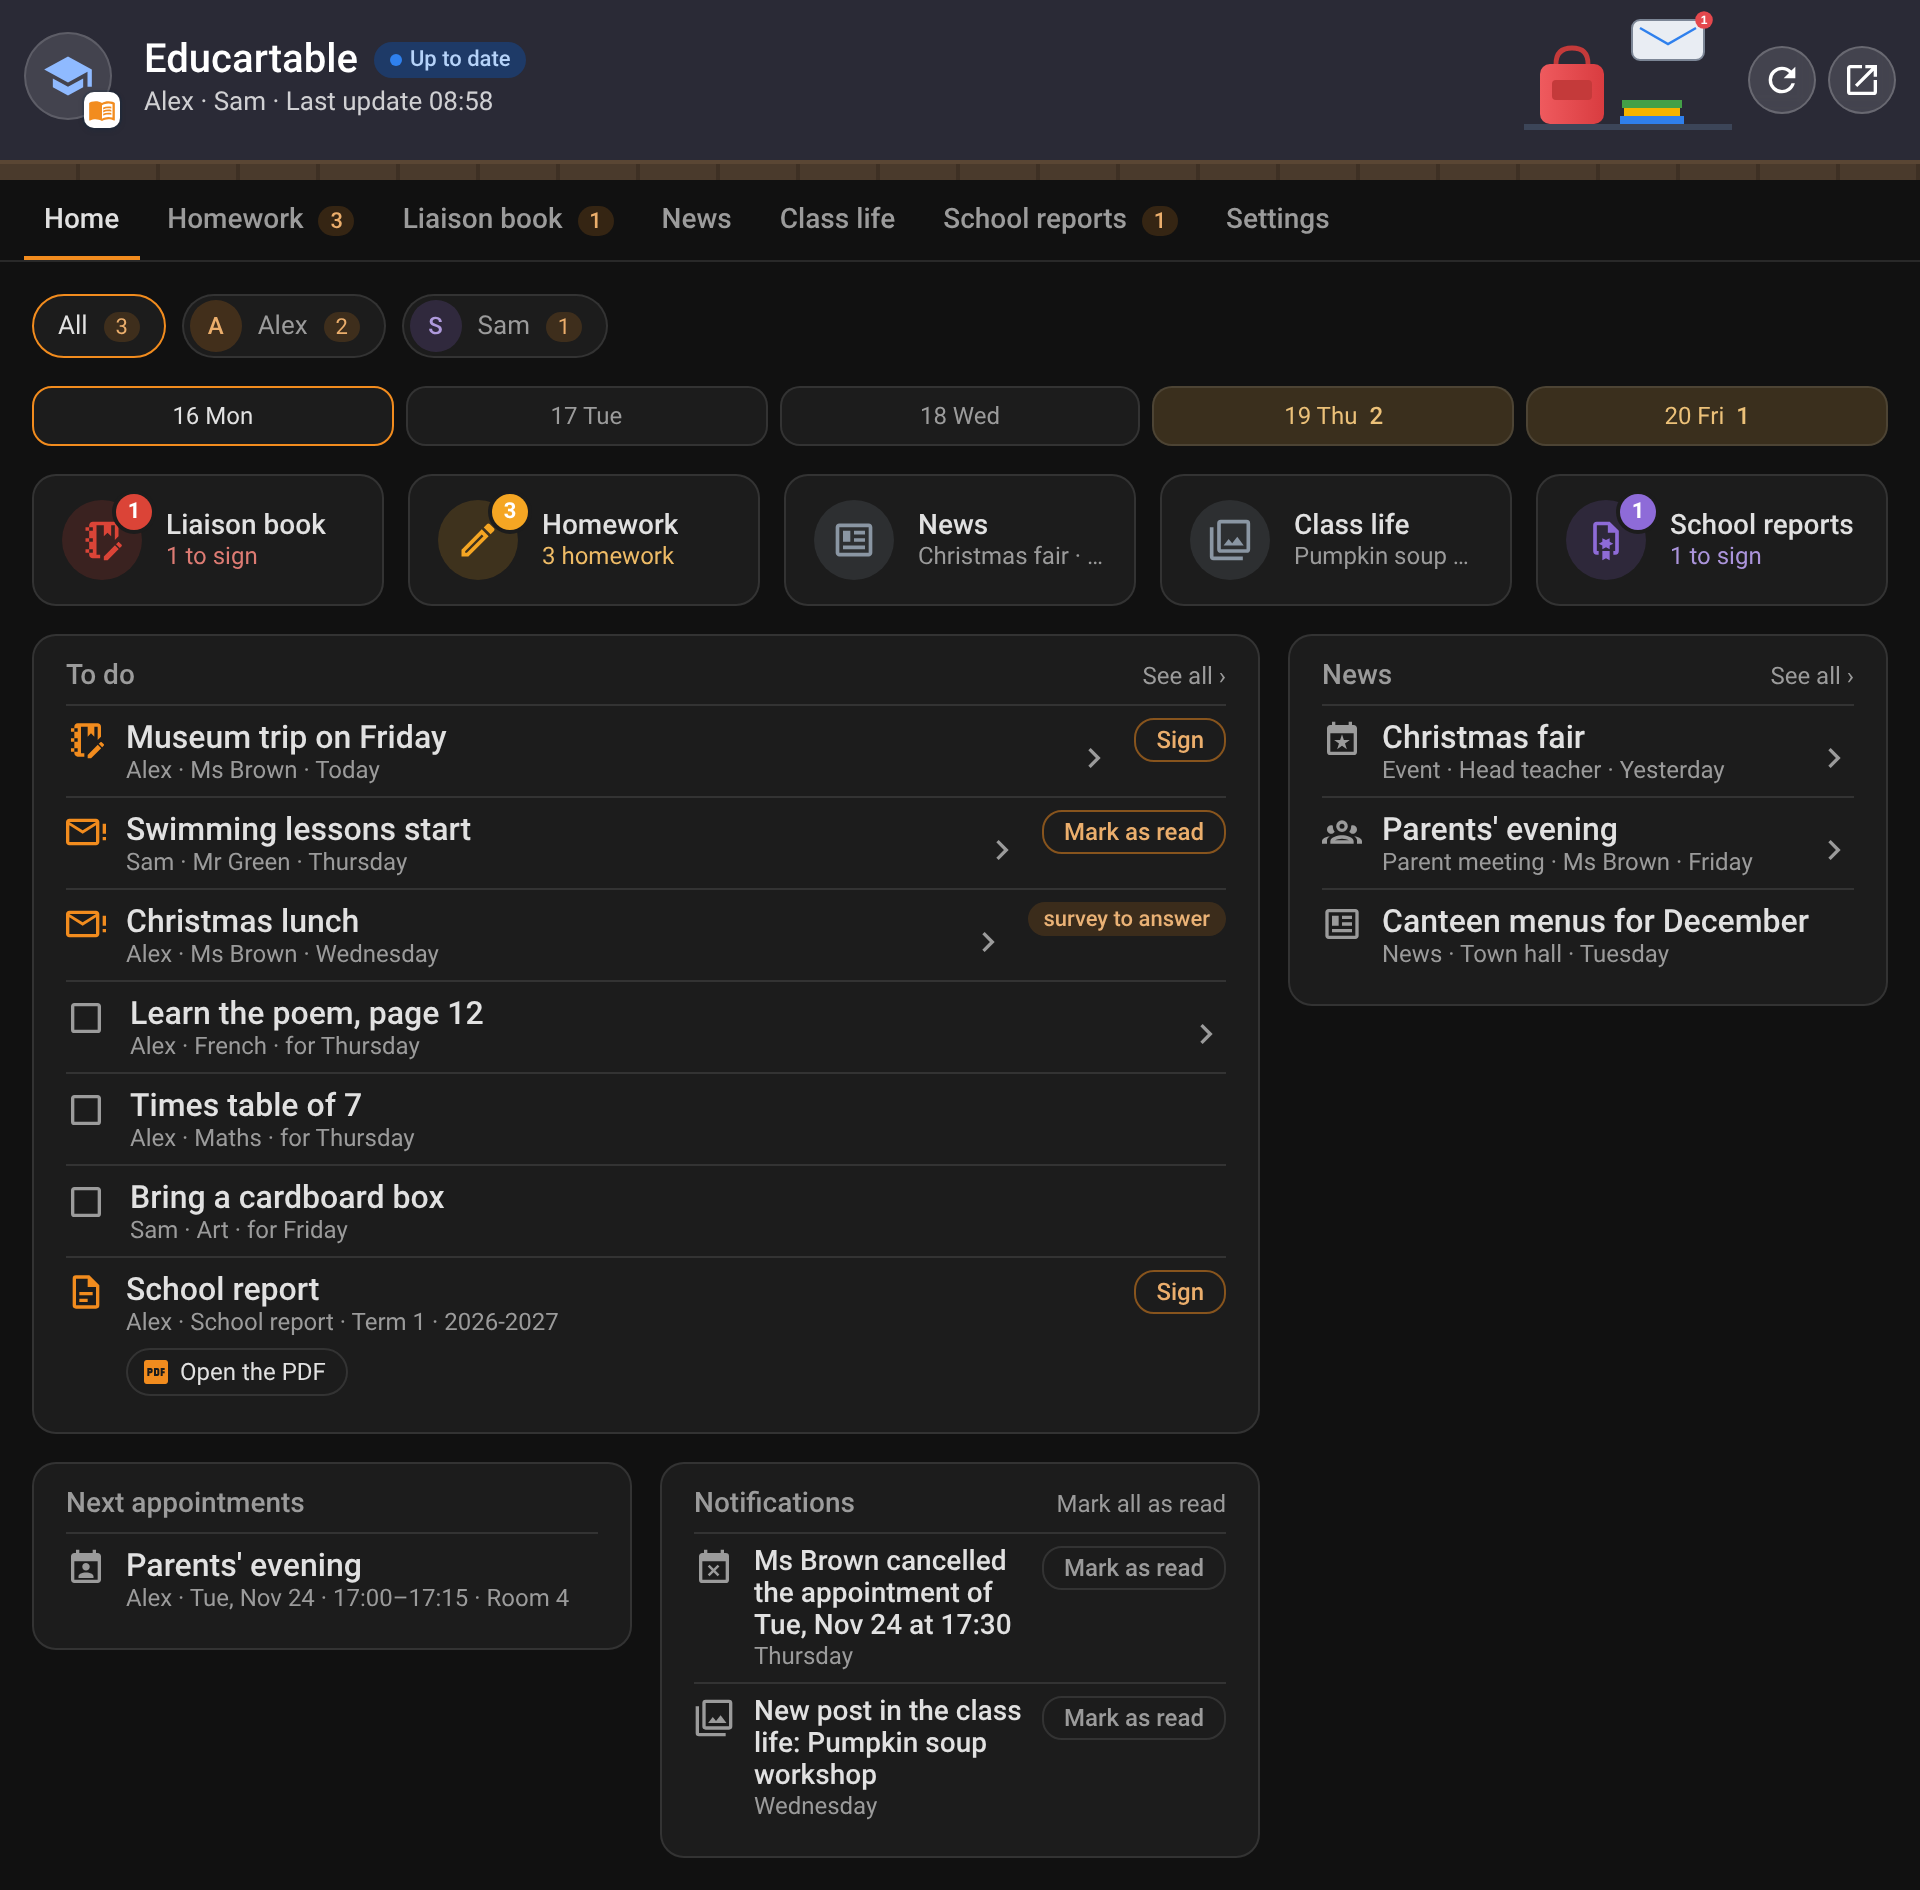 Educartable
Up to date
Alex · Sam · Last update 08:58
1
Home
Homework 3
Liaison book 1
News
Class life
School reports 1
Settings
All 3
A Alex 2
S Sam 1
16 Mon
17 Tue
18 Wed
19 Thu 2
20 Fri 1
1
Liaison book
1 to sign
3
Homework
3 homework
News
Christmas fair · ...
Class life
Pumpkin soup ...
1
School reports
1 to sign
To do
See all ›
Museum trip on Friday
Alex · Ms Brown · Today
Sign
Swimming lessons start
Sam · Mr Green · Thursday
Mark as read
Christmas lunch
Alex · Ms Brown · Wednesday
survey to answer
Learn the poem, page 12
Alex · French · for Thursday
Times table of 7
Alex · Maths · for Thursday
Bring a cardboard box
Sam · Art · for Friday
School report
Alex · School report · Term 1 · 2026-2027
Sign
PDF Open the PDF
News
See all ›
Christmas fair
Event · Head teacher · Yesterday
Parents' evening
Parent meeting · Ms Brown · Friday
Canteen menus for December
News · Town hall · Tuesday
Next appointments
Parents' evening
Alex · Tue, Nov 24 · 17:00–17:15 · Room 4
Notifications
Mark all as read
Ms Brown cancelled
the appointment of
Tue, Nov 24 at 17:30
Thursday
Mark as read
New post in the class
life: Pumpkin soup
workshop
Wednesday
Mark as read